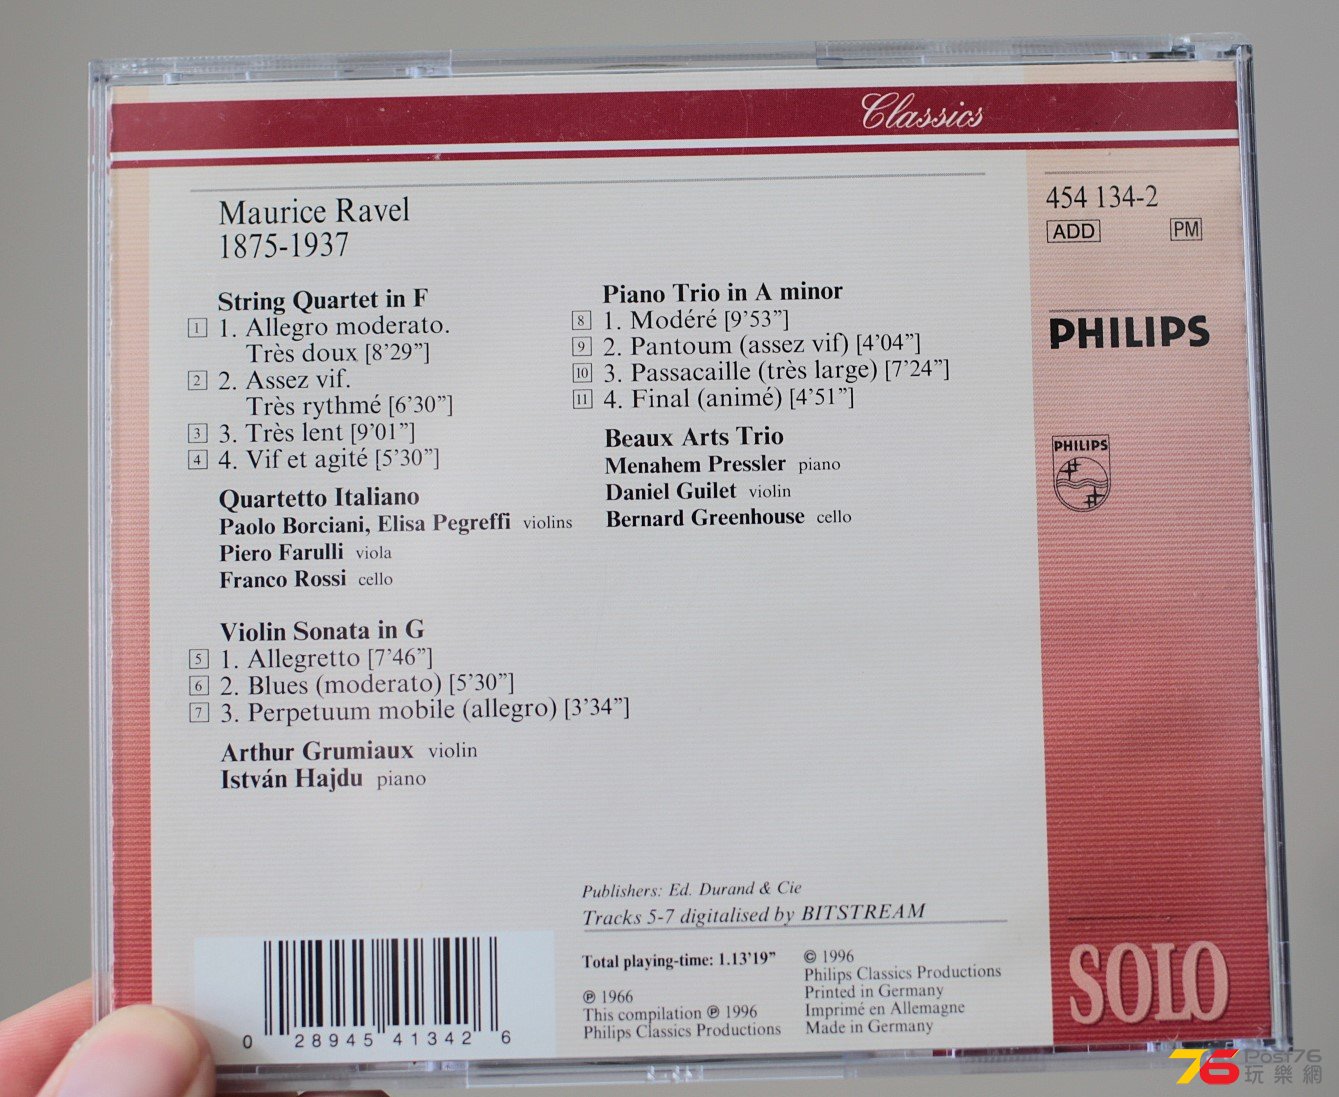 Classics
Maurice Ravel
1875-1937
String Quartet in F
1 1. Allegro moderato.
Très doux [8'29”]
2 2. Assez vif.
Très rythmé [6'30”]
3 3. Très lent [9'01”]
4 4. Vif et agité [5'30”]
Quartetto Italiano
Paolo Borciani, Elisa Pegreffi violins
Piero Farulli viola
Franco Rossi cello
Violin Sonata in G
5 1. Allegretto [7'46”]
6 2. Blues (moderato) [5'30”]
7 3. Perpetuum mobile (allegro) [3'34”]
Arthur Grumiaux violin
István Hajdu piano
Piano Trio in A minor
8 1. Modéré [9'53”]
9 2. Pantoum (assez vif) [4'04”]
10 3. Passacaille (très large) [7'24”]
11 4. Final (animé) [4'51”]
Beaux Arts Trio
Menahem Pressler piano
Daniel Guilet violin
Bernard Greenhouse cello
454 134-2
ADD PM
PHILIPS
PHILIPS
SOLO
Publishers: Ed. Durand & Cie
Tracks 5-7 digitalised by BITSTREAM
Total playing-time: 1.13'19”
℗ 1966
This compilation ℗ 1996
Philips Classics Productions
© 1996
Philips Classics Productions
Printed in Germany
Imprimé en Allemagne
Made in Germany
0 28945 41342 6
76 Post76
玩樂網